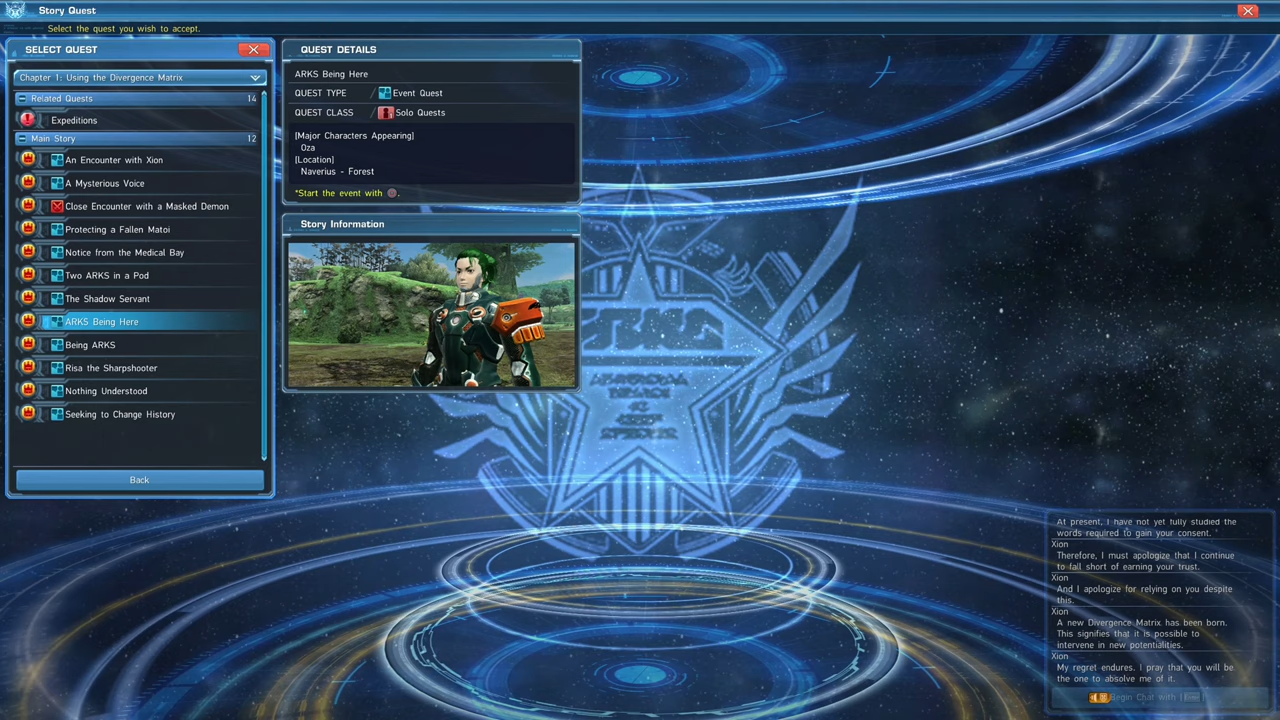 Story Quest
Select the quest you wish to accept.
SELECT QUEST
Chapter 1: Using the Divergence Matrix
Related Quests 14
Expeditions
Main Story 12
An Encounter with Xion
A Mysterious Voice
Close Encounter with a Masked Demon
Protecting a Fallen Matoi
Notice from the Medical Bay
Two ARKS in a Pod
The Shadow Servant
ARKS Being Here
Being ARKS
Risa the Sharpshooter
Nothing Understood
Seeking to Change History
Back
QUEST DETAILS
ARKS Being Here
QUEST TYPE / Event Quest
QUEST CLASS / Solo Quests
[Major Characters Appearing]
Oza
[Location]
Naverius - Forest
*Start the event with .
Story Information
At present, I have not yet fully studied the
words required to gain your consent.
Xion
Therefore, I must apologize that I continue
to fall short of earning your trust.
Xion
And I apologize for relying on you despite
this.
Xion
A new Divergence Matrix has been born.
This signifies that it is possible to
intervene in new potentialities.
Xion
My regret endures. I pray that you will be
the one to absolve me of it.
Begin Chat with